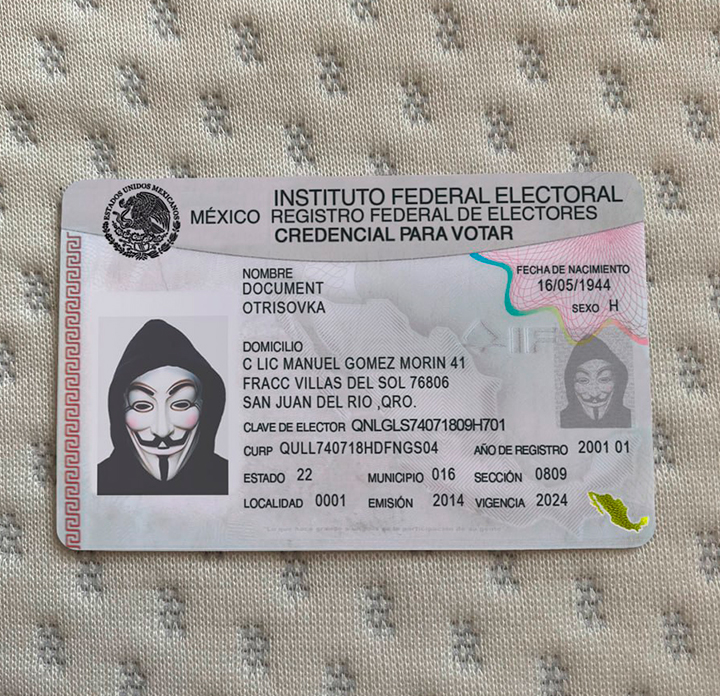 ESTADOS UNIDOS MEXICANOS
INSTITUTO FEDERAL ELECTORAL
MÉXICO REGISTRO FEDERAL DE ELECTORES
CREDENCIAL PARA VOTAR
NOMBRE
DOCUMENT
OTRISOVKA
FECHA DE NACIMIENTO
16/05/1944
SEXO H
DOMICILIO
C LIC MANUEL GOMEZ MORIN 41
FRACC VILLAS DEL SOL 76806
SAN JUAN DEL RIO ,QRO.
CLAVE DE ELECTOR QNLGLS74071809H701
CURP QULL740718HDFNGS04 AÑO DE REGISTRO 2001 01
ESTADO 22 MUNICIPIO 016 SECCIÓN 0809
LOCALIDAD 0001 EMISIÓN 2014 VIGENCIA 2024